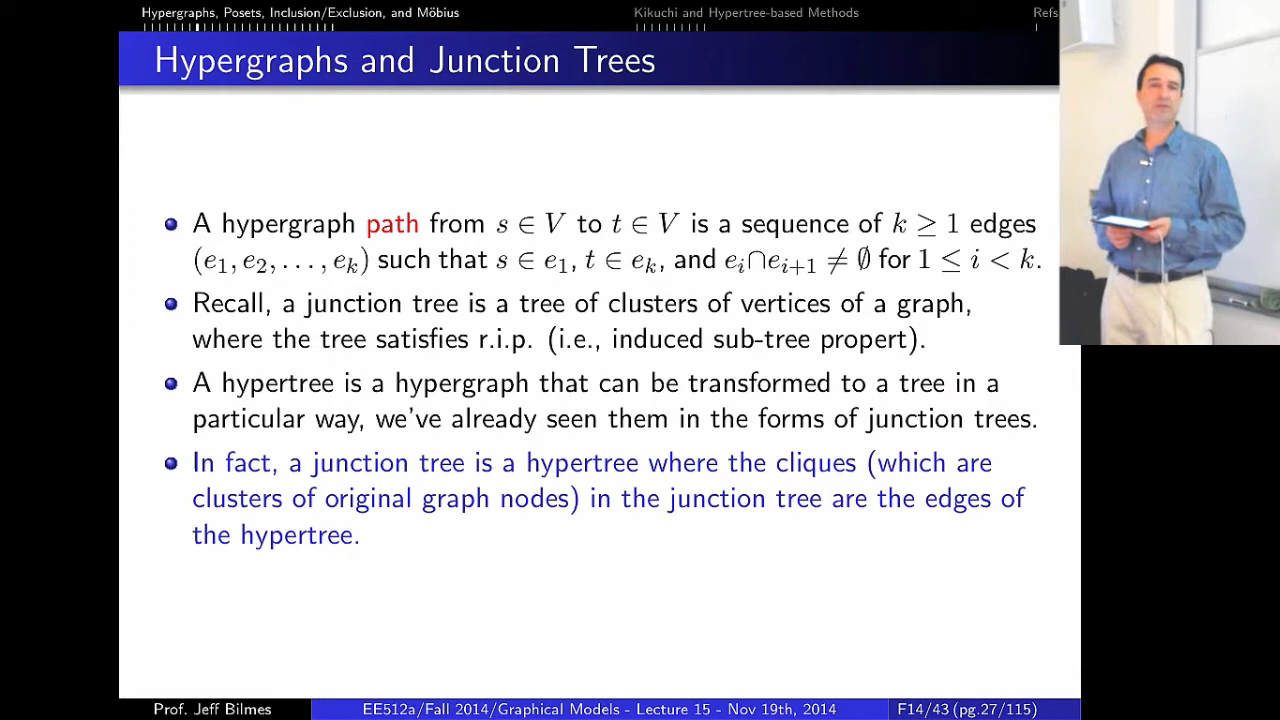 Hypergraphs, Posets, Inclusion/Exclusion, and Möbius
Kikuchi and Hypertree-based Methods
Refs
Hypergraphs and Junction Trees
A hypergraph path from s ∈ V to t ∈ V is a sequence of k ≥ 1 edges
(e₁, e₂, . . . , eₖ) such that s ∈ e₁, t ∈ eₖ, and eᵢ∩eᵢ₊₁ ≠ ∅ for 1 ≤ i < k.
Recall, a junction tree is a tree of clusters of vertices of a graph,
where the tree satisfies r.i.p. (i.e., induced sub-tree propert).
A hypertree is a hypergraph that can be transformed to a tree in a
particular way, we've already seen them in the forms of junction trees.
In fact, a junction tree is a hypertree where the cliques (which are
clusters of original graph nodes) in the junction tree are the edges of
the hypertree.
Prof. Jeff Bilmes
EE512a/Fall 2014/Graphical Models - Lecture 15 - Nov 19th, 2014
F14/43 (pg.27/115)